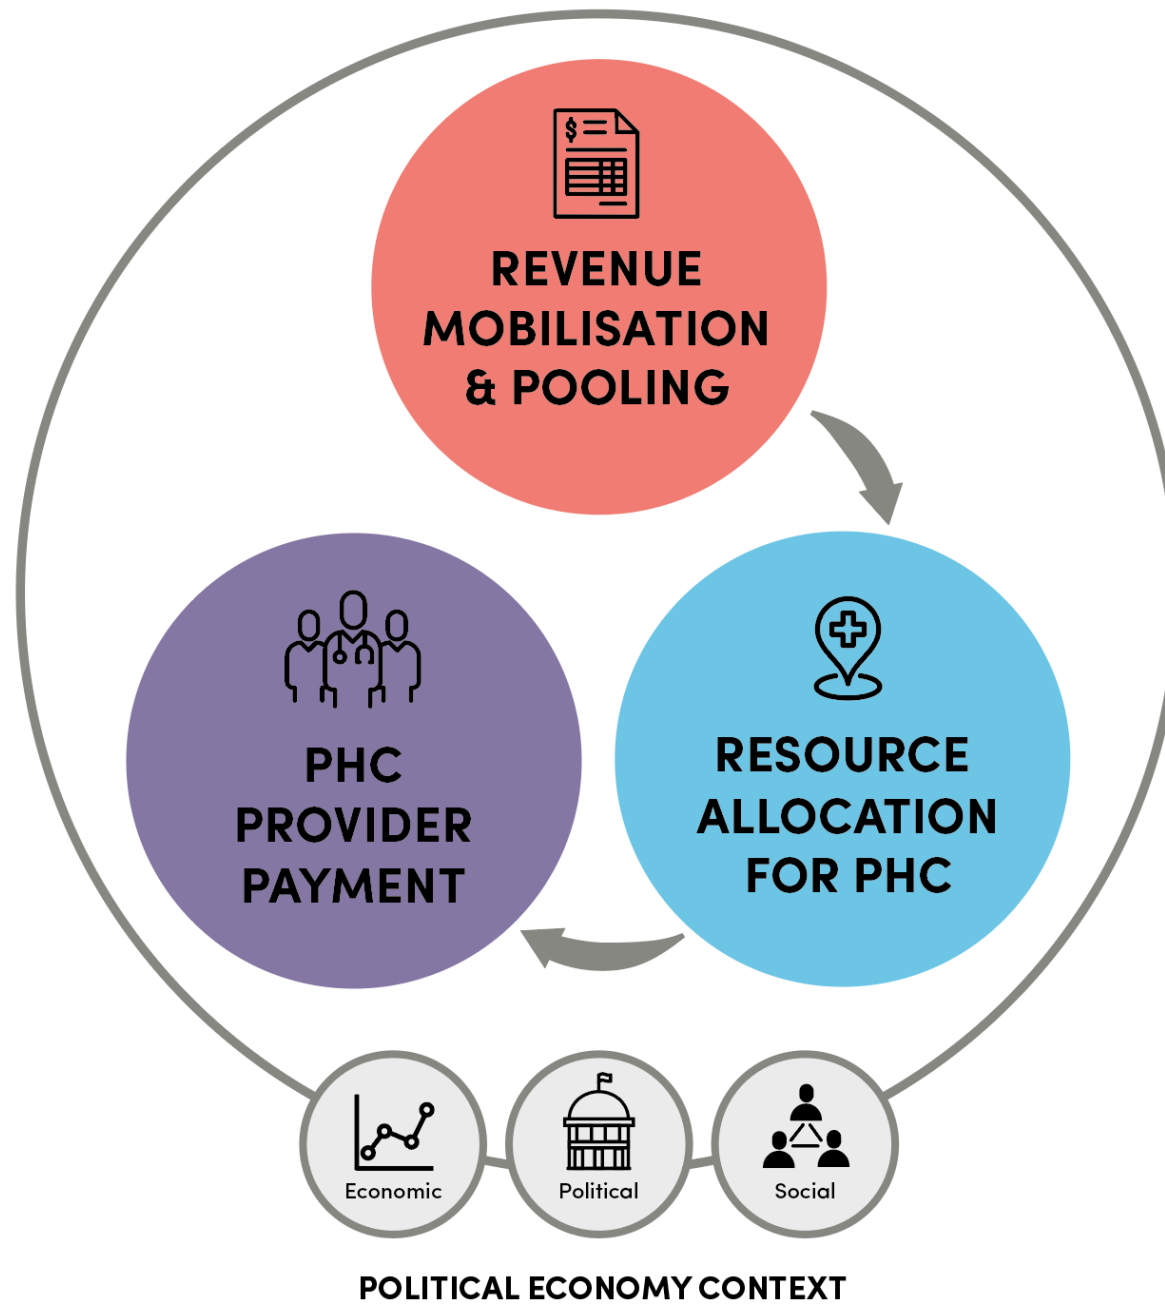 $
REVENUE
MOBILISATION
& POOLING
PHC
PROVIDER
PAYMENT
RESOURCE
ALLOCATION
FOR PHC
Economic
Political
Social
POLITICAL ECONOMY CONTEXT